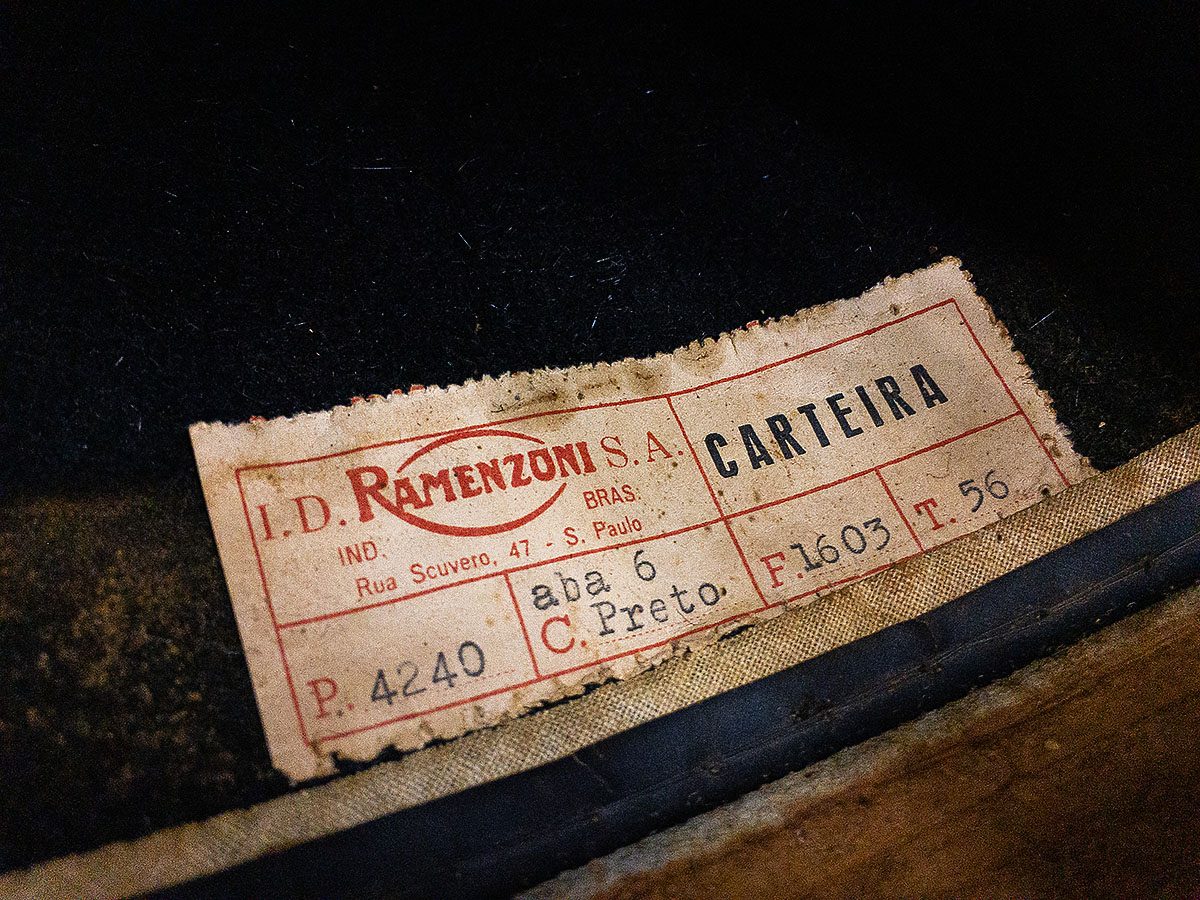 I.D. RAMENZONI S.A.
IND. BRAS.
Rua Scuvero, 47 - S. Paulo
CARTEIRA
P. 4240
aba 6
C. Preto
F. 1603
T. 56